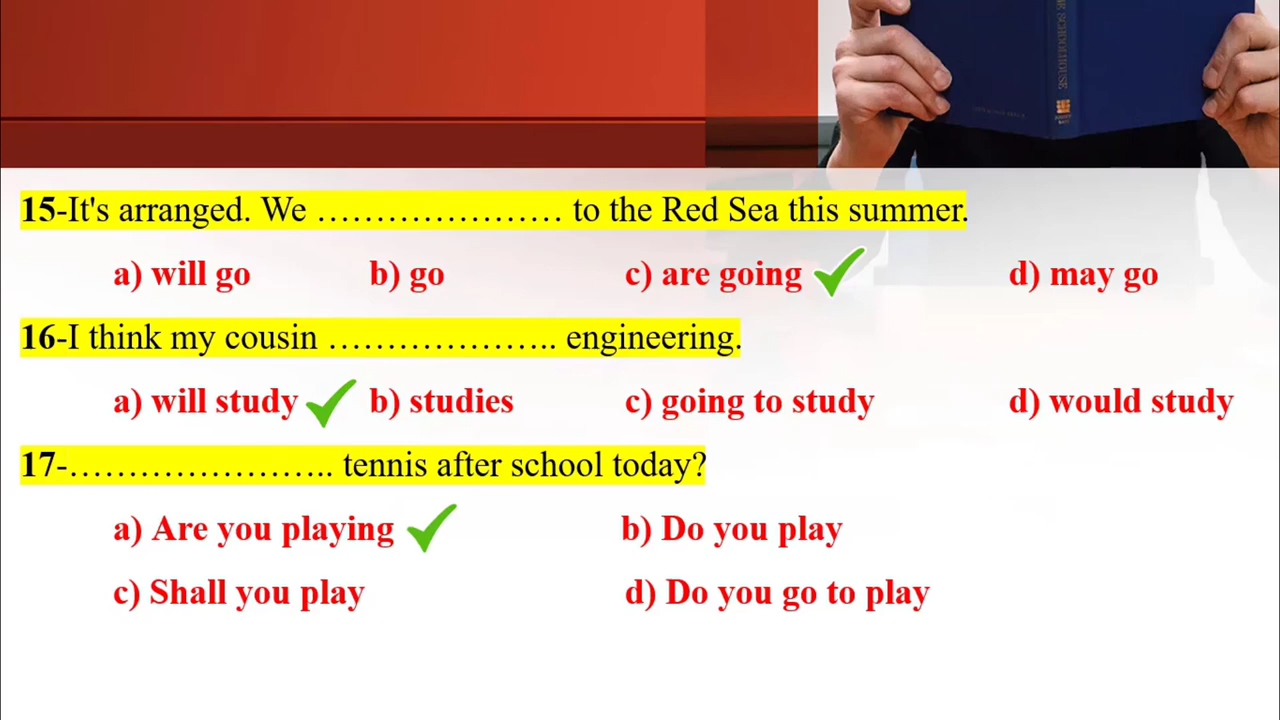 15-It's arranged. We ………………… to the Red Sea this summer.
a) will go b) go c) are going d) may go
16-I think my cousin ……………….. engineering.
a) will study b) studies c) going to study d) would study
17-………………….. tennis after school today?
a) Are you playing b) Do you play
c) Shall you play d) Do you go to play